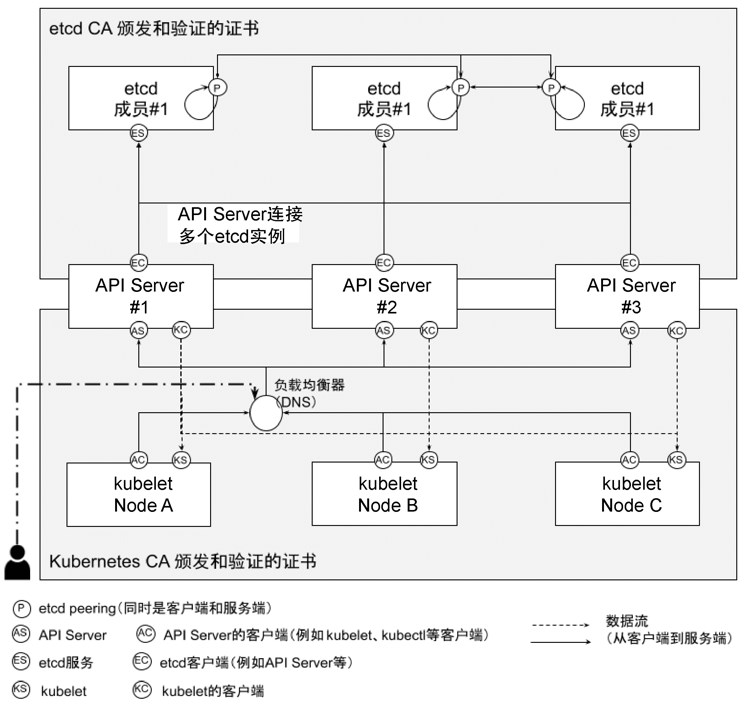 etcd CA 颁发和验证的证书
etcd
成员#1
P
ES
etcd
成员#1
P
ES
etcd
成员#1
P
ES
API Server连接
多个etcd实例
EC
EC
EC
API Server
#1
API Server
#2
API Server
#3
AS
KC
AS
KC
AS
KC
负载均衡器
(DNS)
AC
KS
AC
KS
AC
KS
kubelet
Node A
kubelet
Node B
kubelet
Node C
Kubernetes CA 颁发和验证的证书
P etcd peering(同时是客户端和服务端)
AS API Server
AC API Server的客户端(例如kubelet、kubectl等客户端)
ES etcd服务
EC etcd客户端(例如API Server等)
KS kubelet
KC kubelet的客户端
数据流
(从客户端到服务端)